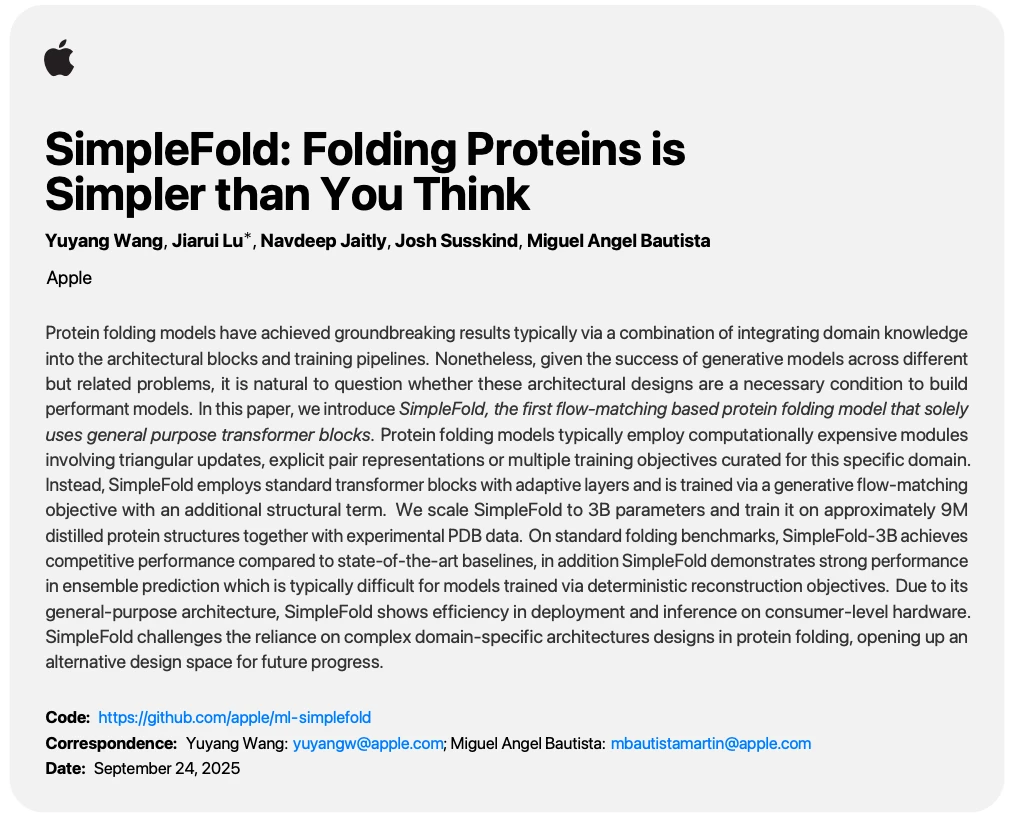 SimpleFold: Folding Proteins is
Simpler than You Think
Yuyang Wang, Jiarui Lu*, Navdeep Jaitly, Josh Susskind, Miguel Angel Bautista
Apple
Protein folding models have achieved groundbreaking results typically via a combination of integrating domain knowledge
into the architectural blocks and training pipelines. Nonetheless, given the success of generative models across different
but related problems, it is natural to question whether these architectural designs are a necessary condition to build
performant models. In this paper, we introduce SimpleFold, the first flow-matching based protein folding model that solely
uses general purpose transformer blocks. Protein folding models typically employ computationally expensive modules
involving triangular updates, explicit pair representations or multiple training objectives curated for this specific domain.
Instead, SimpleFold employs standard transformer blocks with adaptive layers and is trained via a generative flow-matching
objective with an additional structural term. We scale SimpleFold to 3B parameters and train it on approximately 9M
distilled protein structures together with experimental PDB data. On standard folding benchmarks, SimpleFold-3B achieves
competitive performance compared to state-of-the-art baselines, in addition SimpleFold demonstrates strong performance
in ensemble prediction which is typically difficult for models trained via deterministic reconstruction objectives. Due to its
general-purpose architecture, SimpleFold shows efficiency in deployment and inference on consumer-level hardware.
SimpleFold challenges the reliance on complex domain-specific architectures designs in protein folding, opening up an
alternative design space for future progress.
Code: https://github.com/apple/ml-simplefold
Correspondence: Yuyang Wang: yuyangw@apple.com; Miguel Angel Bautista: mbautistamartin@apple.com
Date: September 24, 2025